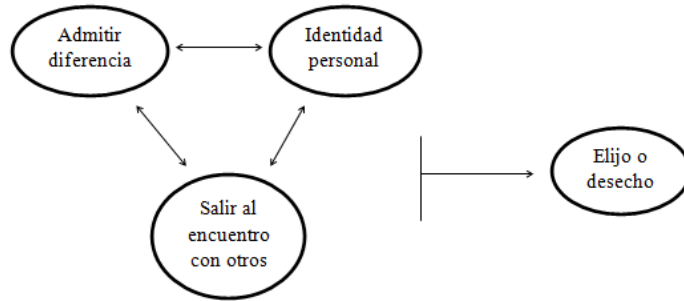 Admitir
diferencia
Identidad
personal
Salir al
encuentro
con otros
Elijo o
desecho